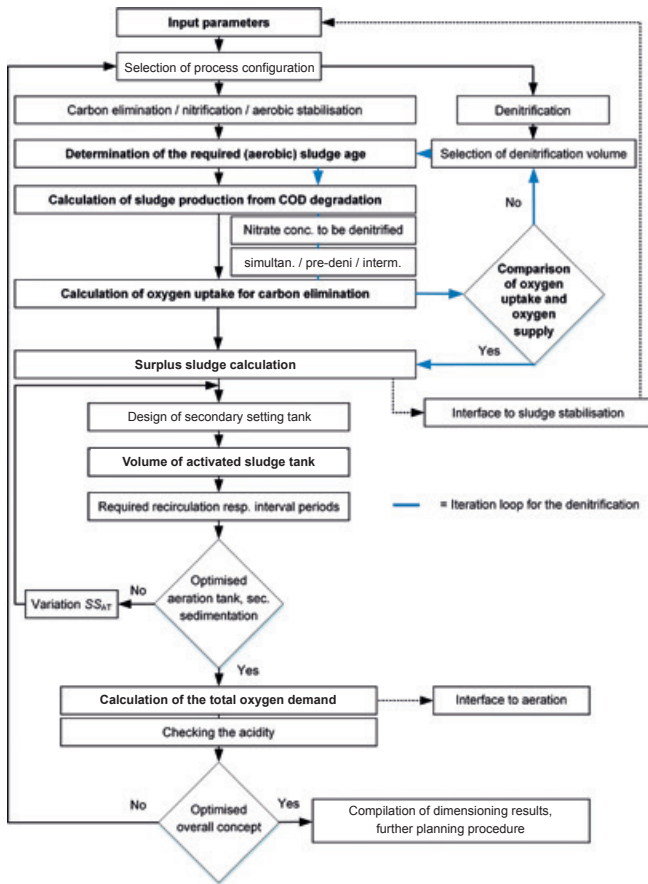 Input parameters
Selection of process configuration
Carbon elimination / nitrification / aerobic stabilisation
Denitrification
Determination of the required (aerobic) sludge age
Selection of denitrification volume
Calculation of sludge production from COD degradation
No
Nitrate conc. to be denitrified
simultan. / pre-deni / interm.
Comparison
of oxygen
uptake and
oxygen
supply
Calculation of oxygen uptake for carbon elimination
Yes
Surplus sludge calculation
Design of secondary setting tank
Interface to sludge stabilisation
Volume of activated sludge tank
Required recirculation resp. interval periods
= Iteration loop for the denitrification
Optimised
aeration tank, sec.
sedimentation
No
Variation SS_AT
Yes
Calculation of the total oxygen demand
Interface to aeration
Checking the acidity
No
Optimised
overall concept
Yes
Compilation of dimensioning results,
further planning procedure